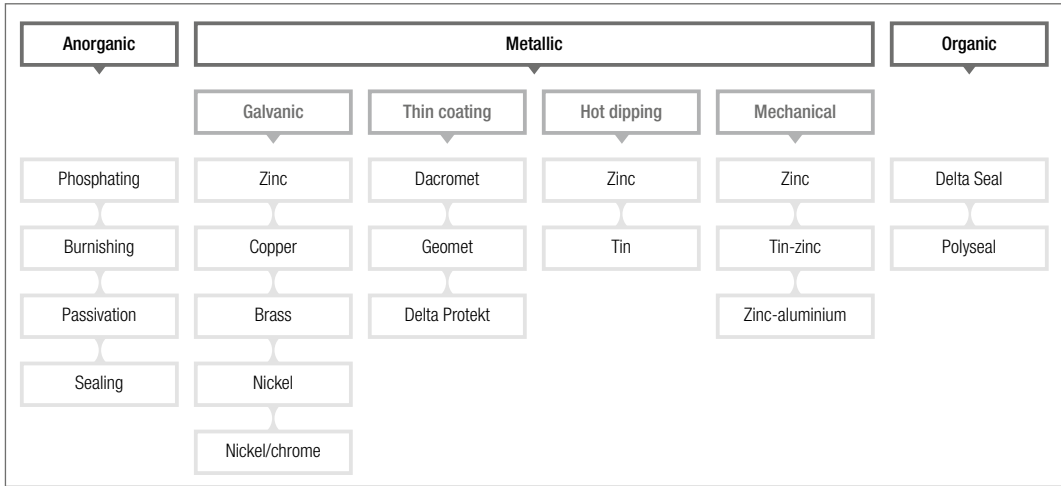 Anorganic
Metallic
Organic
Galvanic
Thin coating
Hot dipping
Mechanical
Phosphating
Zinc
Dacromet
Zinc
Zinc
Delta Seal
Burnishing
Copper
Geomet
Tin
Tin-zinc
Polyseal
Passivation
Brass
Delta Protekt
Zinc-aluminium
Sealing
Nickel
Nickel/chrome